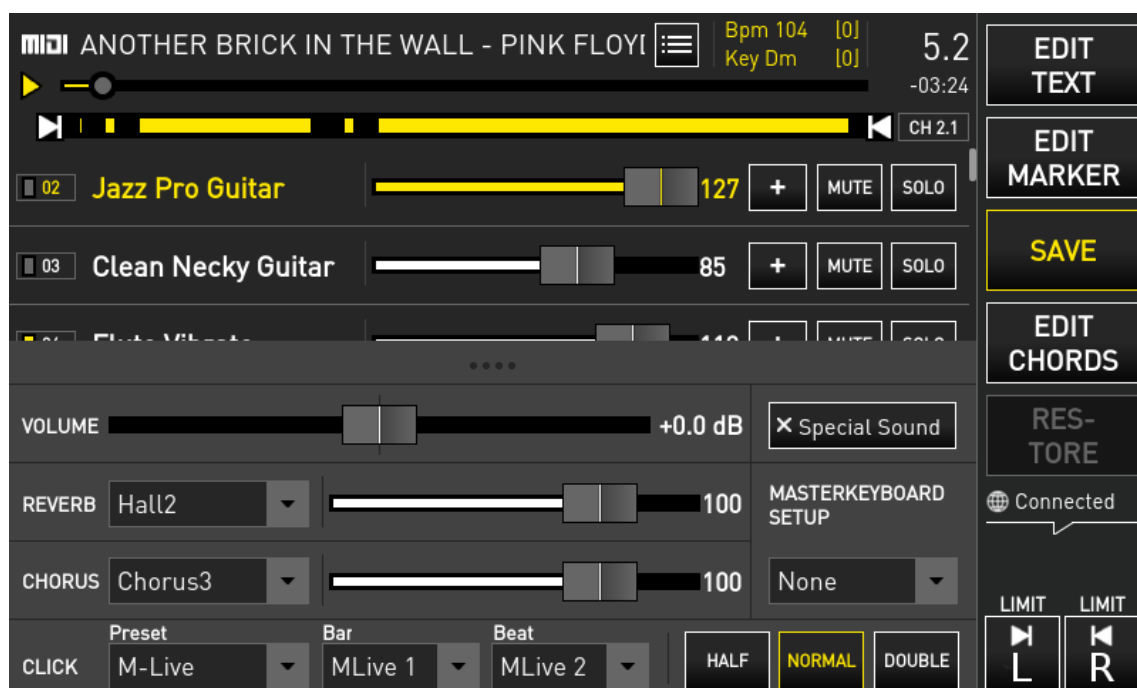 MIDI ANOTHER BRICK IN THE WALL - PINK FLOY
Bpm 104 [0]
Key Dm [0]
5.2
-03:24
CH 2.1
02 Jazz Pro Guitar 127 + MUTE SOLO
03 Clean Necky Guitar 85 + MUTE SOLO
VOLUME +0.0 dB × Special Sound
REVERB Hall2 100
MASTERKEYBOARD
SETUP
CHORUS Chorus3 100 None
Preset Bar Beat
CLICK M-Live MLive 1 MLive 2 HALF NORMAL DOUBLE
EDIT
TEXT
EDIT
MARKER
SAVE
EDIT
CHORDS
RES-
TORE
Connected
LIMIT LIMIT
L R